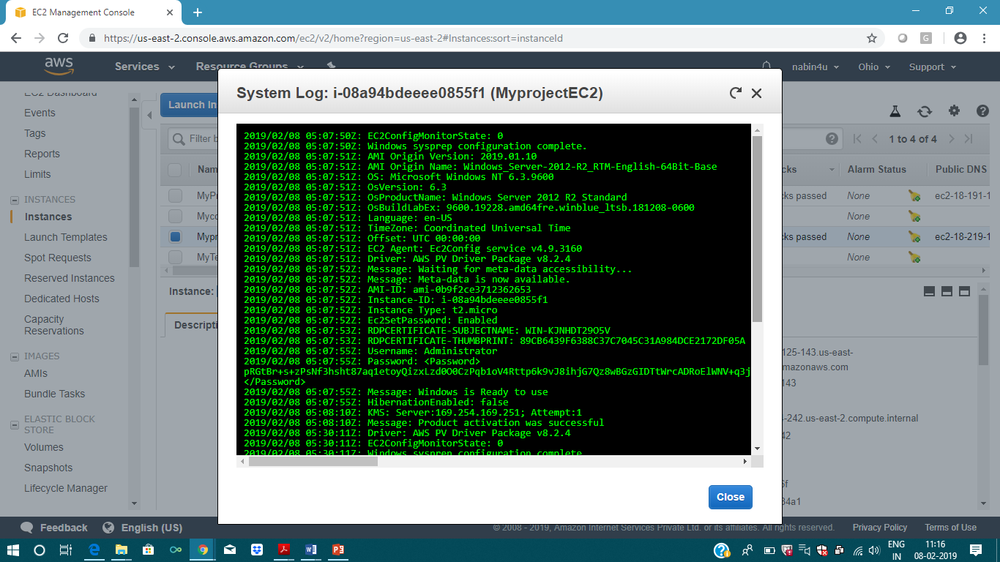 EC2 Management Console
https://us-east-2.console.aws.amazon.com/ec2/v2/home?region=us-east-2#Instances:sort=instanceId
G
aws
Services
Resource Groups
nabin4u
Ohio
Support
EC2 Dashboard
Events
Tags
Reports
Limits
INSTANCES
Instances
Launch Templates
Spot Requests
Reserved Instances
Dedicated Hosts
Capacity
Reservations
IMAGES
AMIs
Bundle Tasks
ELASTIC BLOCK
STORE
Volumes
Snapshots
Lifecycle Manager
Launch In
Filter b
1 to 4 of 4
Nam
cks
Alarm Status
Public DNS
MyPr
cks passed
None
ec2-18-191-1
Myco
None
Mypr
cks passed
None
ec2-18-219-1
MyTe
None
Instance:
Descripti
125-143.us-east-
mazonaws.com
143
-242.us-east-2.compute.internal
42
6f
34a1
System Log: i-08a94bdeeee0855f1 (MyprojectEC2)
2019/02/08 05:07:50Z: EC2ConfigMonitorState: 0
2019/02/08 05:07:50Z: Windows sysprep configuration complete.
2019/02/08 05:07:51Z: AMI Origin Version: 2019.01.10
2019/02/08 05:07:51Z: AMI Origin Name: Windows_Server-2012-R2_RTM-English-64Bit-Base
2019/02/08 05:07:51Z: OS: Microsoft Windows NT 6.3.9600
2019/02/08 05:07:51Z: OsVersion: 6.3
2019/02/08 05:07:51Z: OsProductName: Windows Server 2012 R2 Standard
2019/02/08 05:07:51Z: OsBuildLabEx: 9600.19228.amd64fre.winblue_ltsb.181208-0600
2019/02/08 05:07:51Z: Language: en-US
2019/02/08 05:07:51Z: TimeZone: Coordinated Universal Time
2019/02/08 05:07:51Z: Offset: UTC 00:00:00
2019/02/08 05:07:51Z: EC2 Agent: Ec2Config service v4.9.3160
2019/02/08 05:07:51Z: Driver: AWS PV Driver Package v8.2.4
2019/02/08 05:07:52Z: Message: Waiting for meta-data accessibility...
2019/02/08 05:07:52Z: Message: Meta-data is now available.
2019/02/08 05:07:52Z: AMI-ID: ami-0b9f2ce3712362653
2019/02/08 05:07:52Z: Instance-ID: i-08a94bdeeee0855f1
2019/02/08 05:07:52Z: Instance Type: t2.micro
2019/02/08 05:07:52Z: Ec2SetPassword: Enabled
2019/02/08 05:07:53Z: RDPCERTIFICATE-SUBJECTNAME: WIN-KJNHDT29O5V
2019/02/08 05:07:53Z: RDPCERTIFICATE-THUMBPRINT: 89CB6439F6388C37C7045C31A984DCE2172DF05A
2019/02/08 05:07:55Z: Username: Administrator
2019/02/08 05:07:55Z: Password: <Password>
pRGtBr+s+zPsNf3hsht87aq1etoyQizxLzd0O0CzPqb1oV4Rttp6k9vJ8ihjG7Qz8wBGzGIDTtWrcADRoElWNV+q3j
</Password>
2019/02/08 05:07:55Z: Message: Windows is Ready to use
2019/02/08 05:07:55Z: HibernationEnabled: false
2019/02/08 05:08:10Z: KMS: Server:169.254.169.251; Attempt:1
2019/02/08 05:08:10Z: Message: Product activation was successful
2019/02/08 05:30:11Z: Driver: AWS PV Driver Package v8.2.4
2019/02/08 05:30:11Z: EC2ConfigMonitorState: 0
2019/02/08 05:30:11Z: Windows sysprep configuration complete
Close
Feedback
English (US)
© 2008 - 2019, Amazon Internet Services Private Ltd. or its affiliates. All rights reserved.
Privacy Policy
Terms of Use
ENG
IN
11:16
08-02-2019